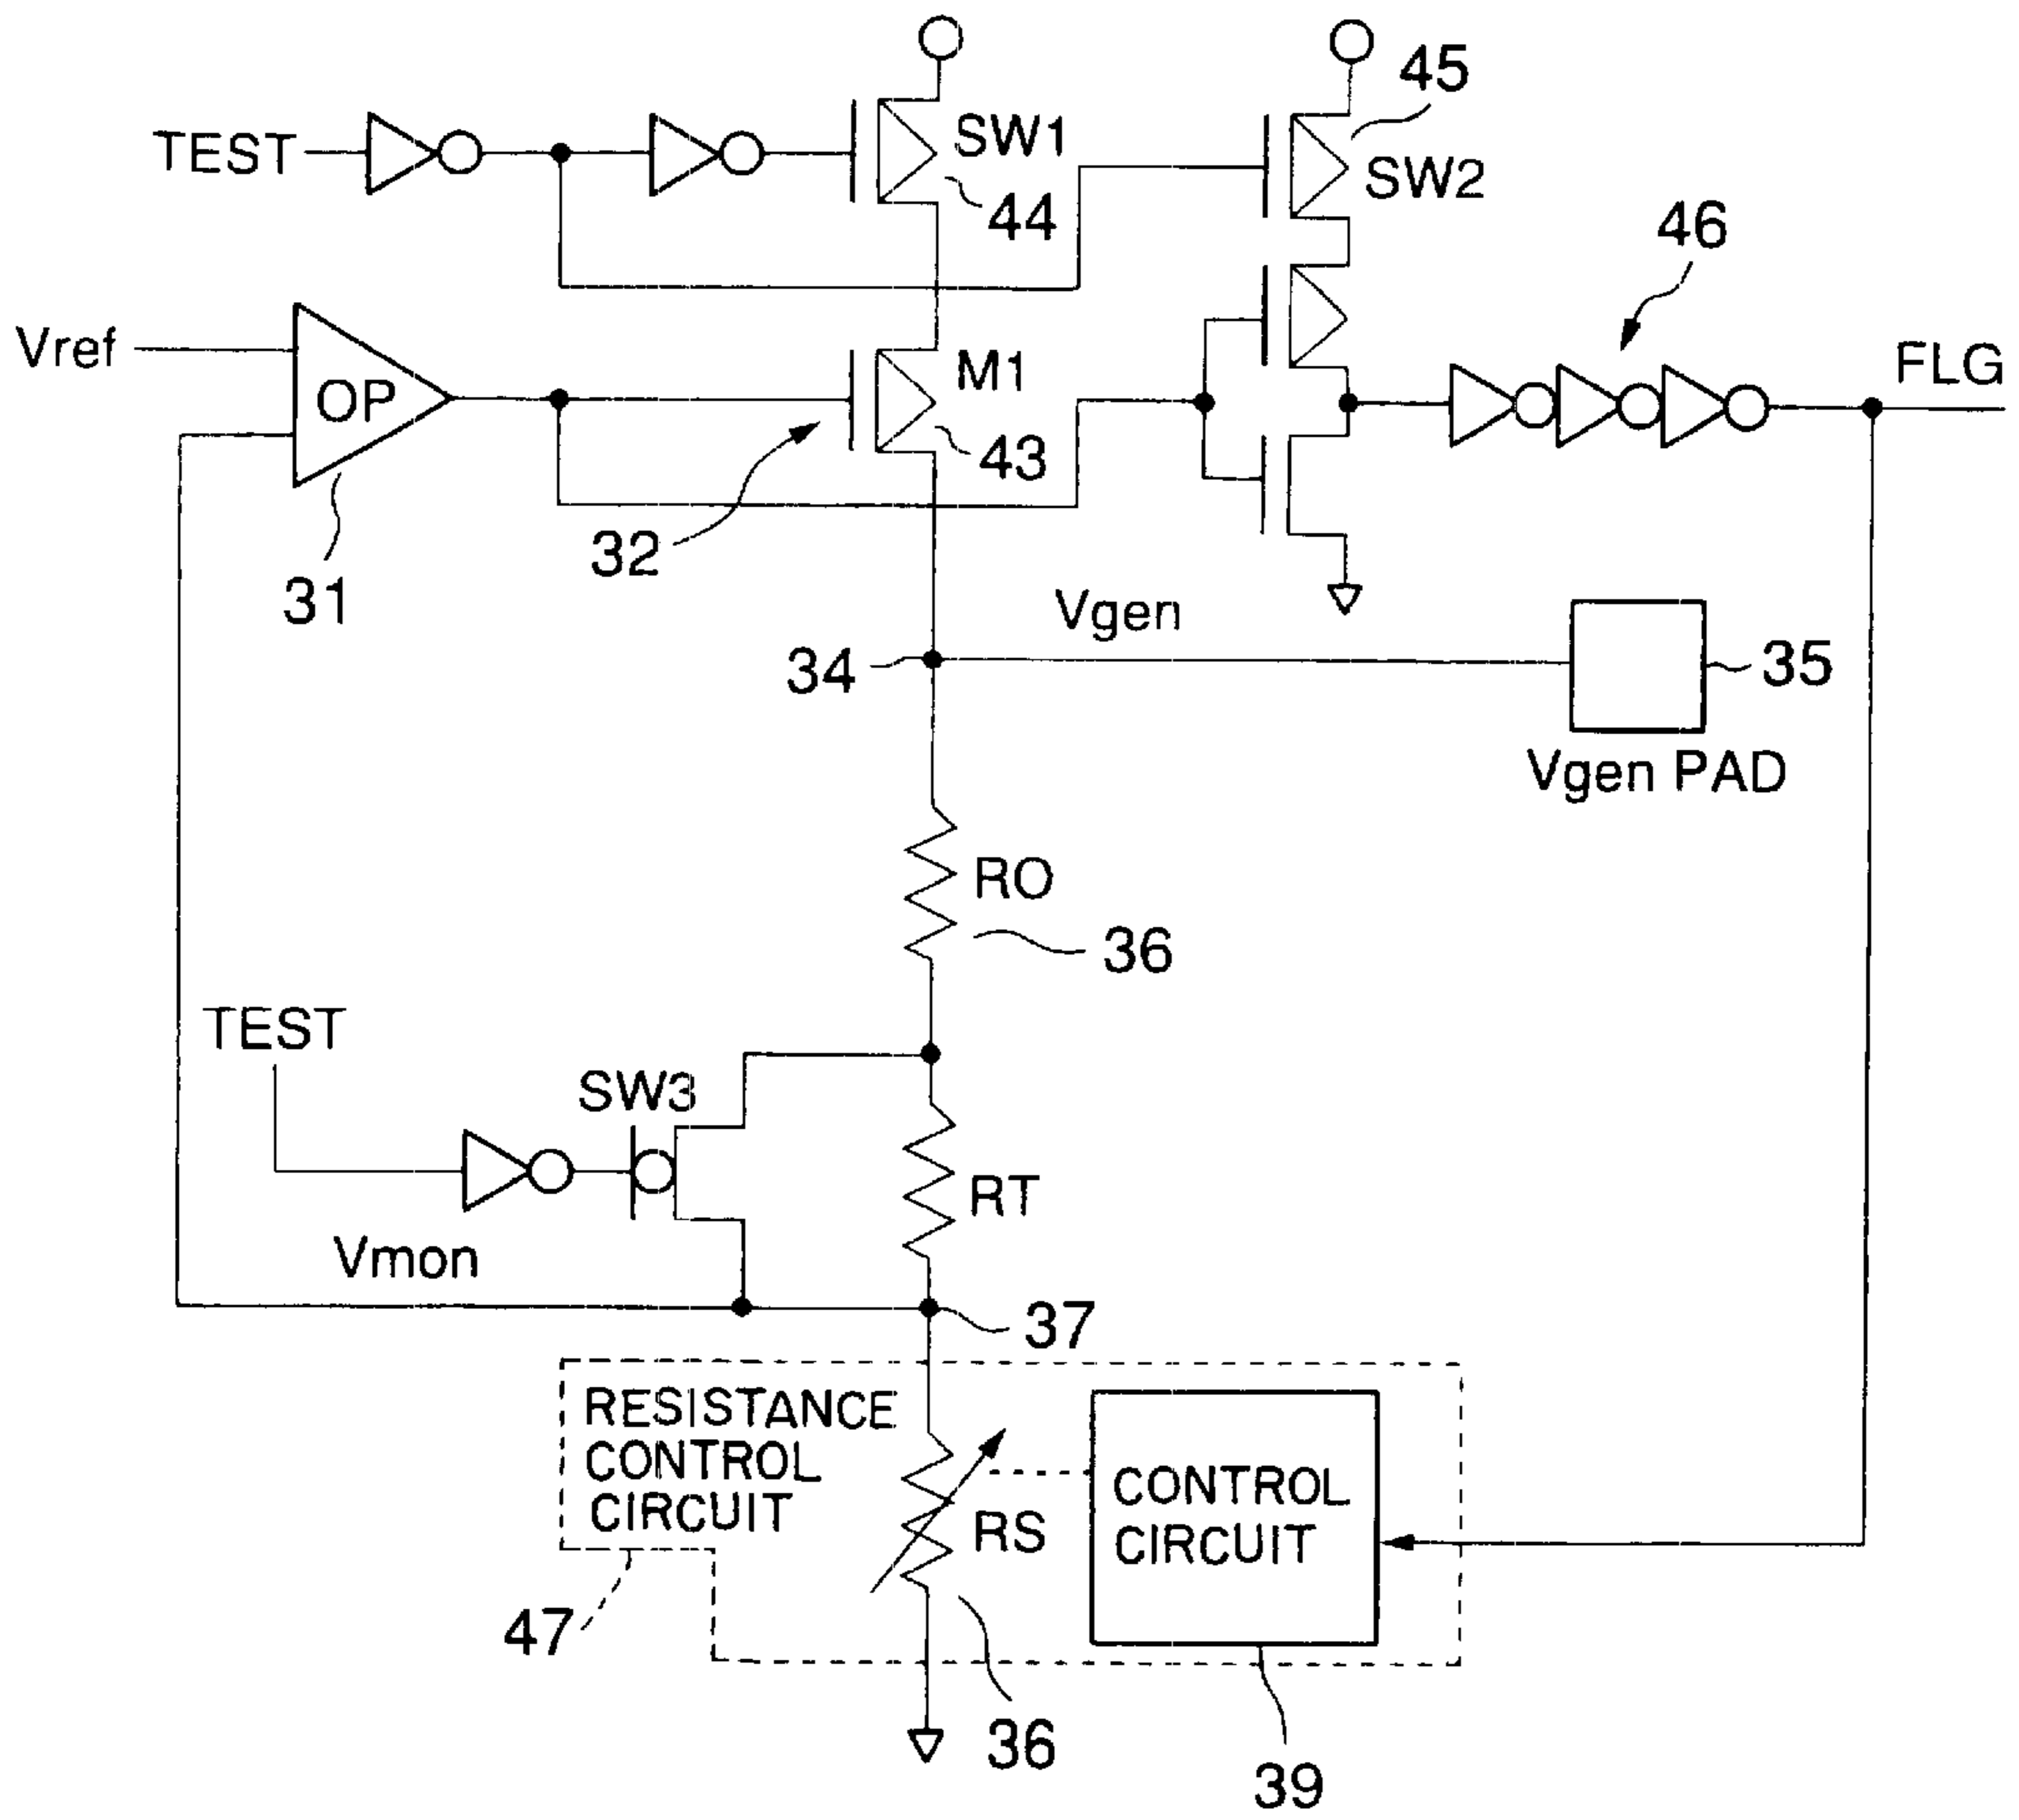 45
TEST
SW1
SW2
44
46
Vref
OP
M1
FLG
43
32
31
Vgen
34
35
Vgen PAD
RO
36
TEST
SW3
RT
Vmon
37
RESISTANCE
CONTROL
CIRCUIT
CONTROL
CIRCUIT
RS
47
36
39